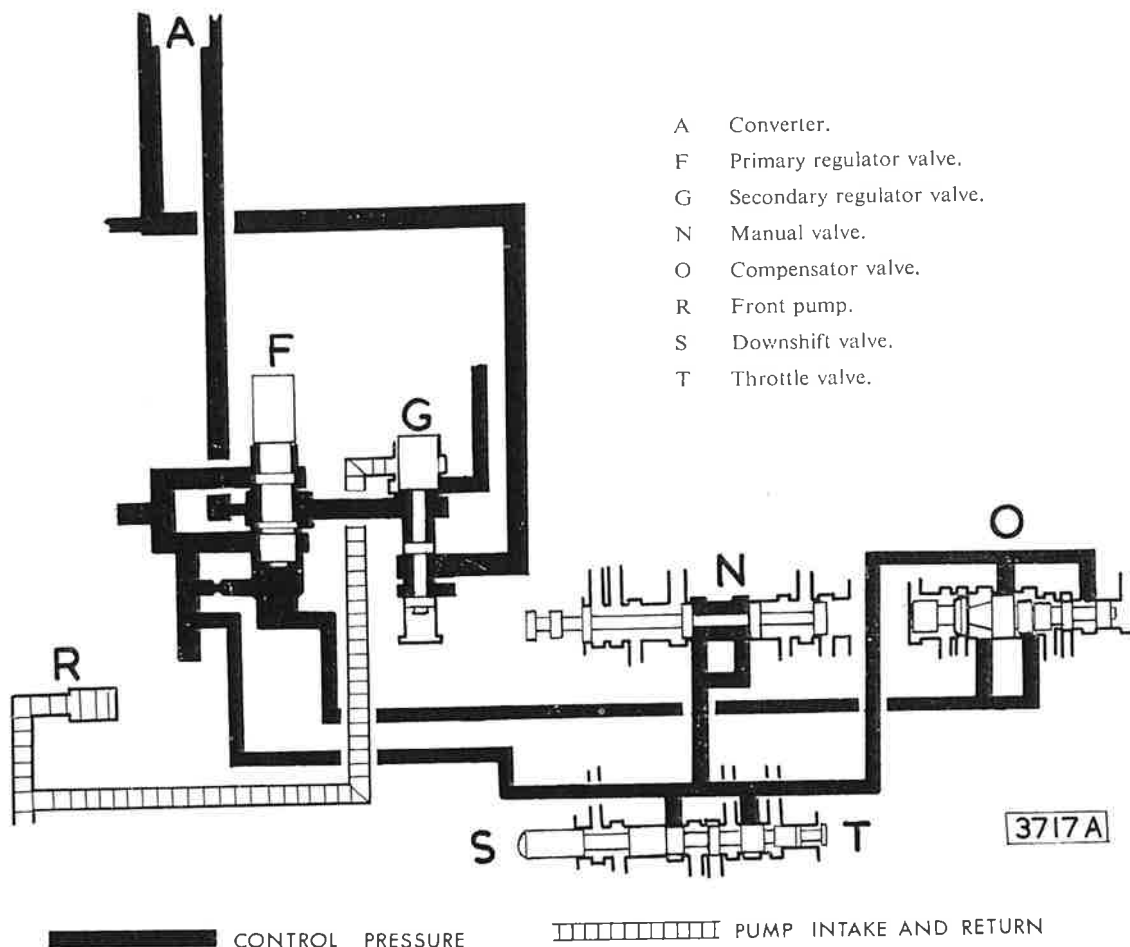 A
A Converter.
F Primary regulator valve.
G Secondary regulator valve.
N Manual valve.
O Compensator valve.
R Front pump.
S Downshift valve.
T Throttle valve.
F
G
O
N
R
S
T
3717A
CONTROL PRESSURE
PUMP INTAKE AND RETURN